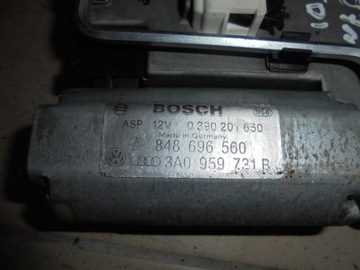 BOSCH
ASP 12V 0 390 201 650
Made in Germany
848 696 560
3A0 959 731 B